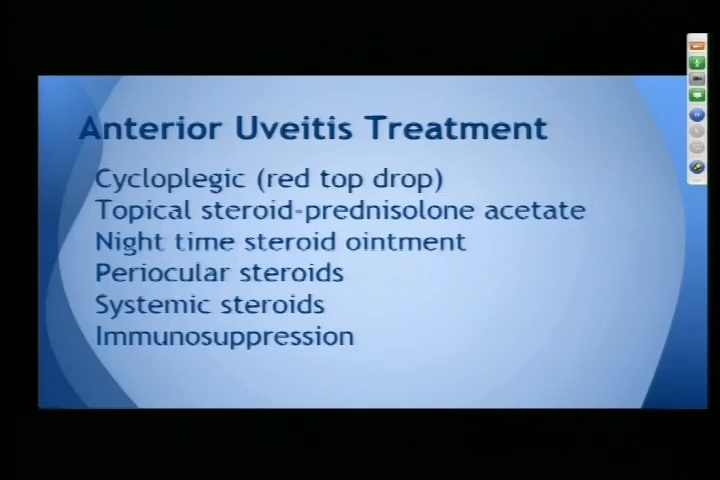 Anterior Uveitis Treatment
Cycloplegic (red top drop)
Topical steroid-prednisolone acetate
Night time steroid ointment
Periocular steroids
Systemic steroids
Immunosuppression